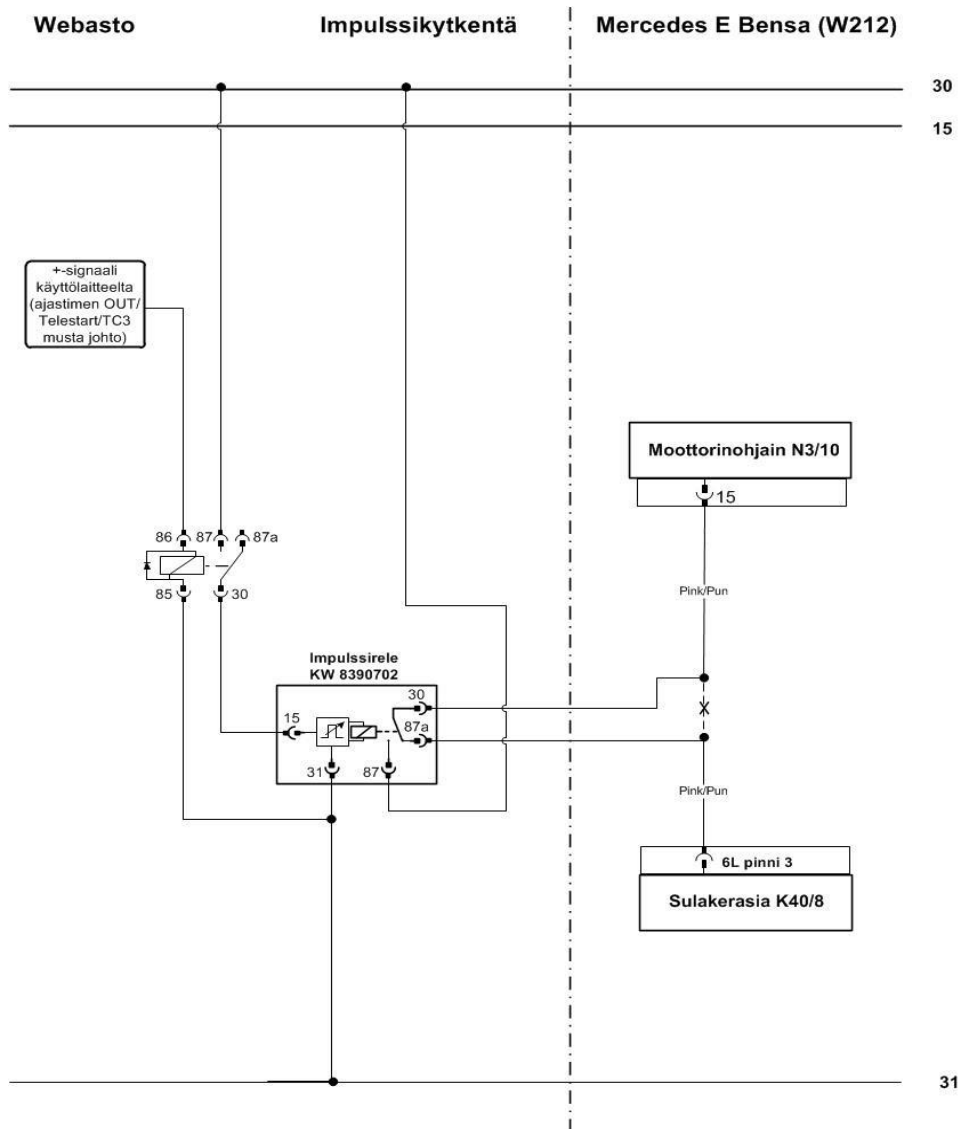 Webasto
Impulssikytkentä
Mercedes E Bensa (W212)
30
15
+-signaali
käyttölaitteelta
(ajastimen OUT/
Telestart/TC3
musta johto)
Moottorinohjain N3/10
15
86
87
87a
85
30
Pink/Pun
Impulssirele
KW 8390702
30
15
87a
31
87
Pink/Pun
6L pinni 3
Sulakerasia K40/8
31